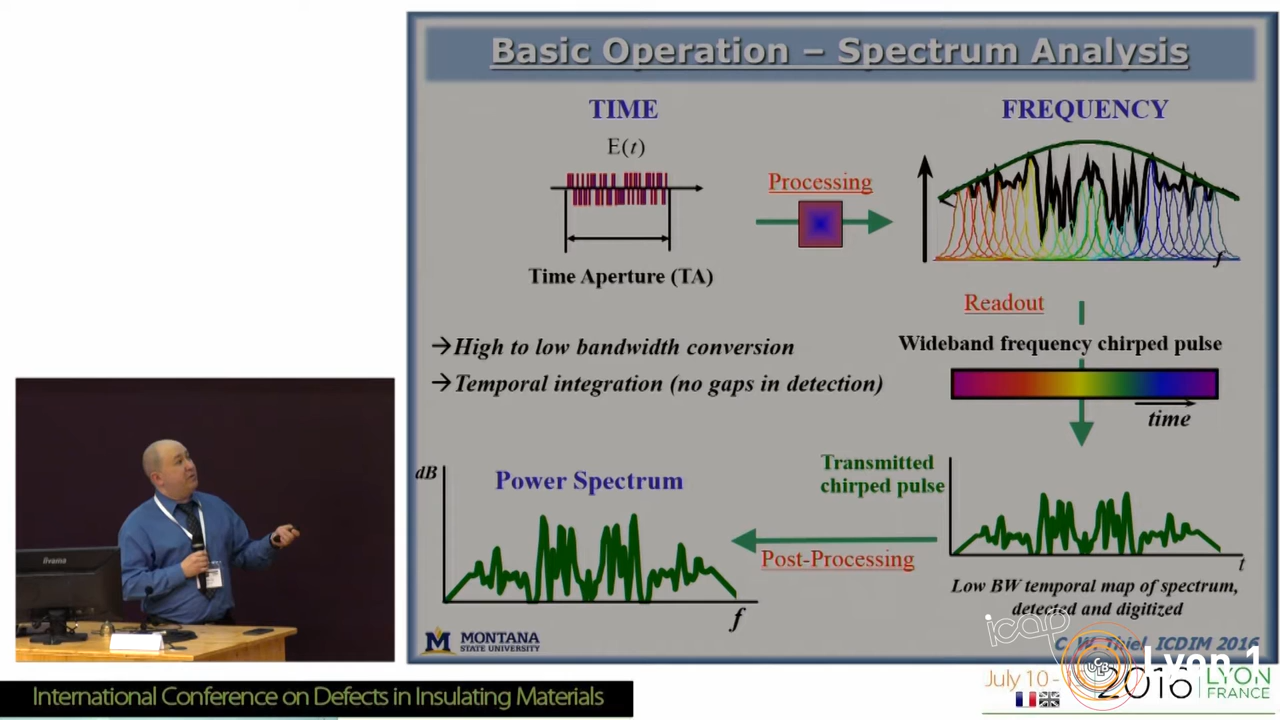 Basic Operation – Spectrum Analysis
TIME
FREQUENCY
E(t)
Processing
Time Aperture (TA)
f
Readout
Wideband frequency chirped pulse
→High to low bandwidth conversion
→Temporal integration (no gaps in detection)
time
dB
Power Spectrum
Transmitted
chirped pulse
Post-Processing
t
f
Low BW temporal map of spectrum,
detected and digitized
M MONTANA
STATE UNIVERSITY
C. W. Thiel, ICDIM 2016
icap
UCB
Lyon 1
July 10 -
2016
LYON
FRANCE
iiyama
International Conference on Defects in Insulating Materials